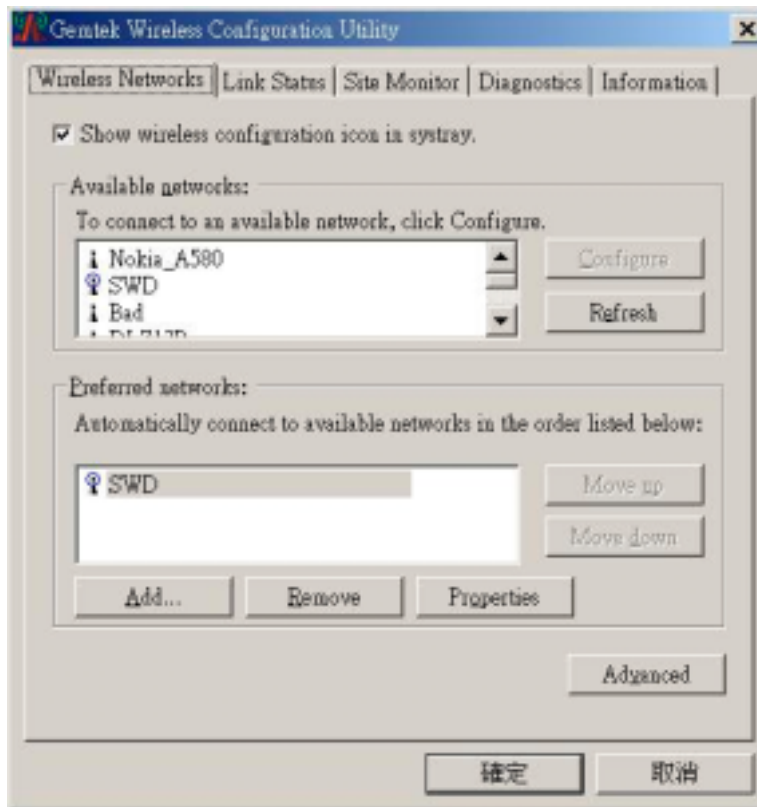 Gemtek Wireless Configuration Utility
Wireless Networks
Link Status
Site Monitor
Diagnostics
Information
Show wireless configuration icon in systray.
Available networks:
To connect to an available network, click Configure.
Nokia_A580
SWD
Bad
Configure
Refresh
Preferred networks:
Automatically connect to available networks in the order listed below:
SWD
Move up
Move down
Add...
Remove
Properties
Advanced
確定
取消